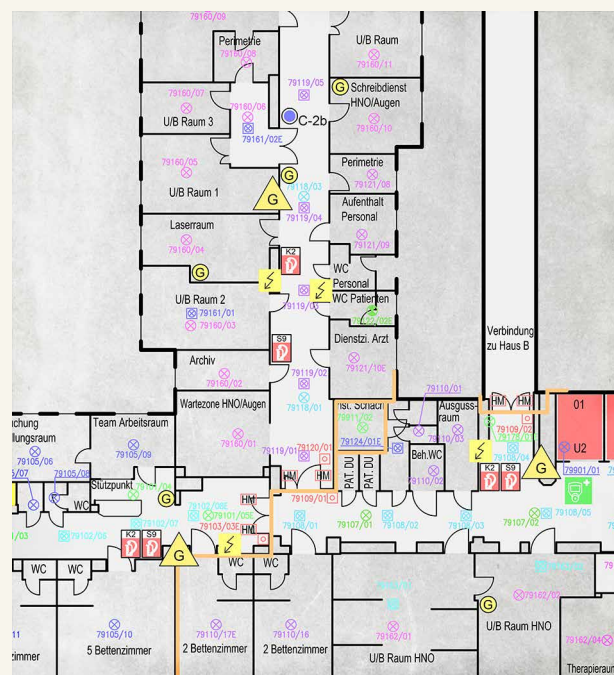 79160/09
Perimetrie
79160/08
U/B Raum
79160/11
79160/07
U/B Raum 3
79160/06
79161/02E
79119/05
C-2b
G
Schreibdienst
HNO/Augen
79160/10
79160/05
U/B Raum 1
G
G
79118/03
79119/04
Perimetrie
79121/08
Aufenthalt
Personal
79121/09
Laserraum
79160/04
G
K2
WC
Personal
WC Patienten
U/B Raum 2
79161/01
79160/03
S9
Dienstzi. Arzt
79121/10E
Verbindung
zu Haus B
Archiv
79160/02
79119/02
79118/01
Wartezone HNO/Augen
79160/01
79119/01
79120/01
79124/01E
79110/01
Ausguss-
raum
Beh.WC
79110/02
HM
HM
79109/02
79108/04
01
U2
79901/01
K2
S9
G
Team Arbeitsraum
79105/09
79105/06
79105/08
Stützpunkt
WC
G
79102/07
79101/05E
79103/03E
HM
HM
HM
HM
79109/01
PAT. DU
PAT. DU
79108/01
79107/01
79108/02
79108/03
79107/02
79108/05
79102/06
K2
S9
G
WC
WC
WC
WC
79105/10
5 Bettenzimmer
79110/17E
2 Bettenzimmer
79110/16
2 Bettenzimmer
79162/01
U/B Raum HNO
G
79162/02
U/B Raum HNO
79162/04
Therapieraum